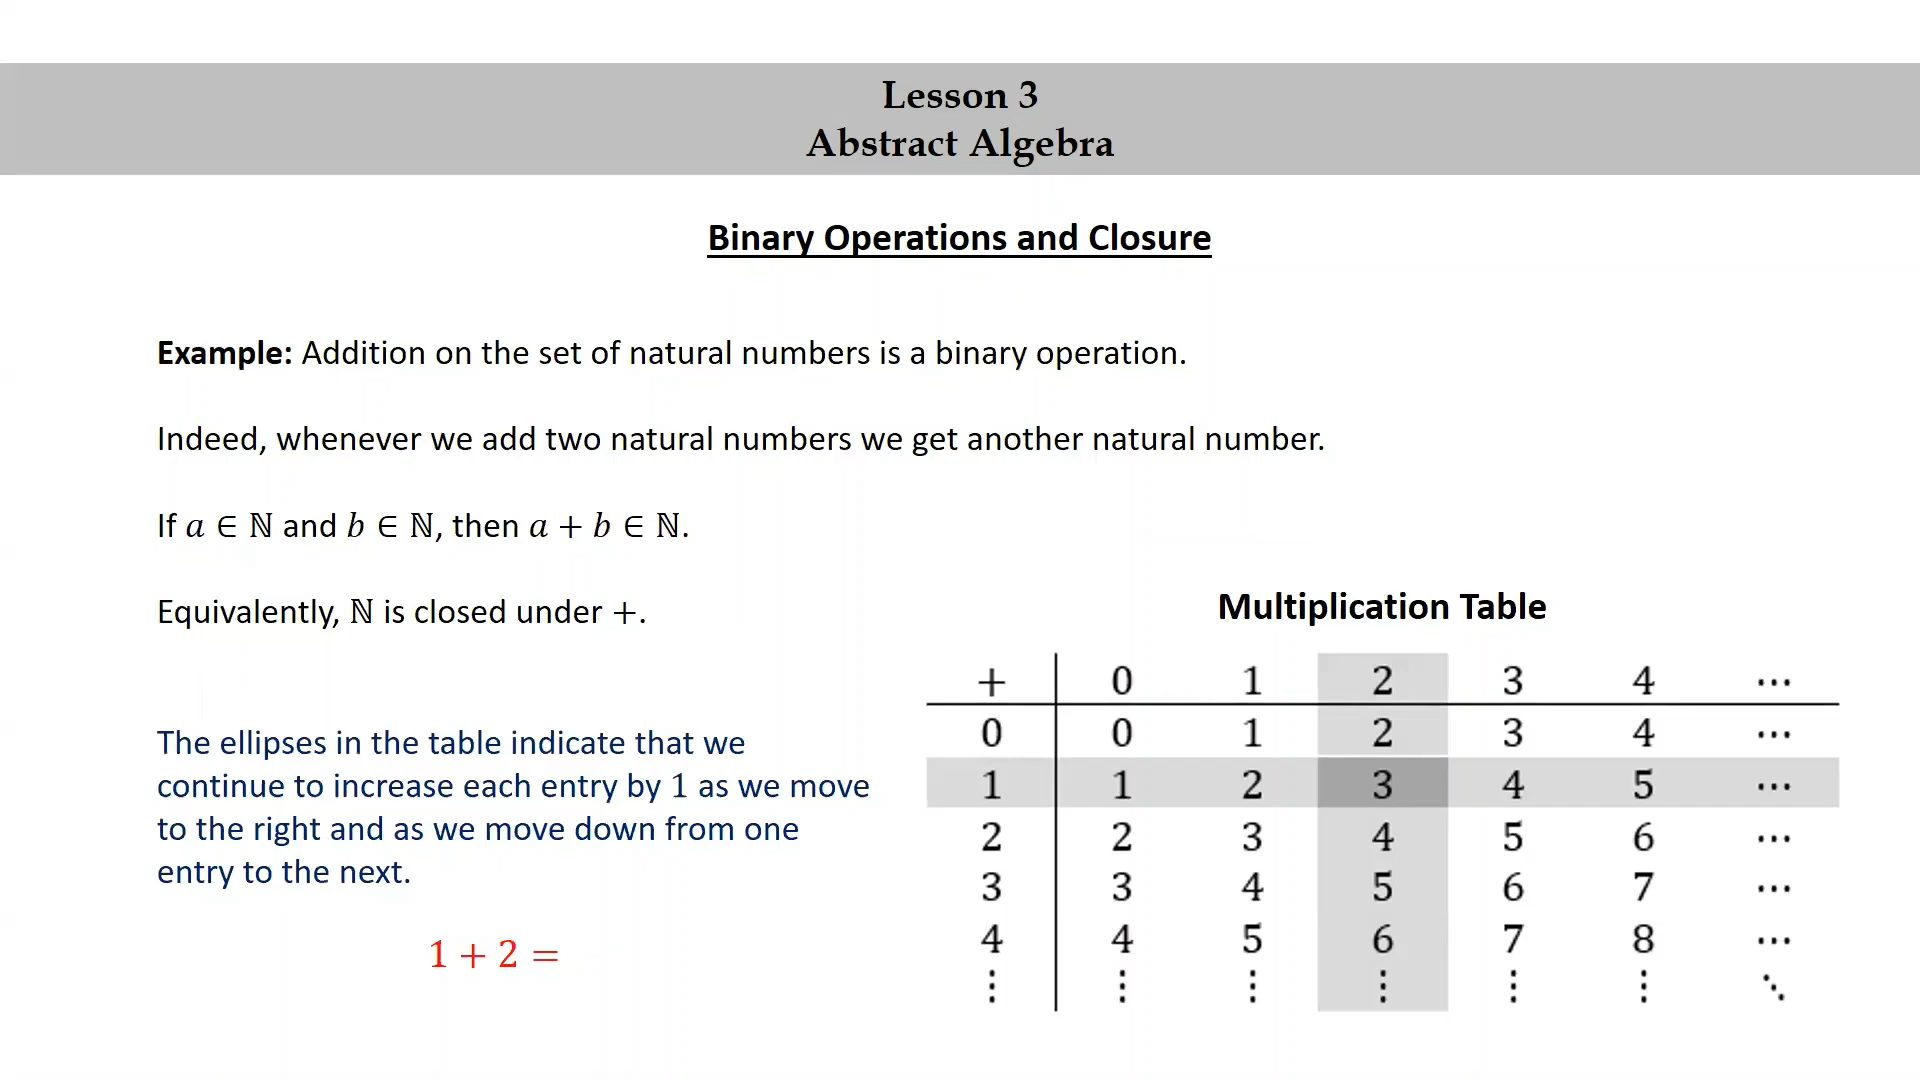 Lesson 3
Abstract Algebra
Binary Operations and Closure
Example: Addition on the set of natural numbers is a binary operation.
Indeed, whenever we add two natural numbers we get another natural number.
If a ∈ ℕ and b ∈ ℕ, then a + b ∈ ℕ.
Equivalently, ℕ is closed under +.
The ellipses in the table indicate that we
continue to increase each entry by 1 as we move
to the right and as we move down from one
entry to the next.
1 + 2 =
Multiplication Table
+ 0 1 2 3 4 ⋯
0 0 1 2 3 4 ⋯
1 1 2 3 4 5 ⋯
2 2 3 4 5 6 ⋯
3 3 4 5 6 7 ⋯
4 4 5 6 7 8 ⋯
⋮ ⋮ ⋮ ⋮ ⋮ ⋮ ⋱